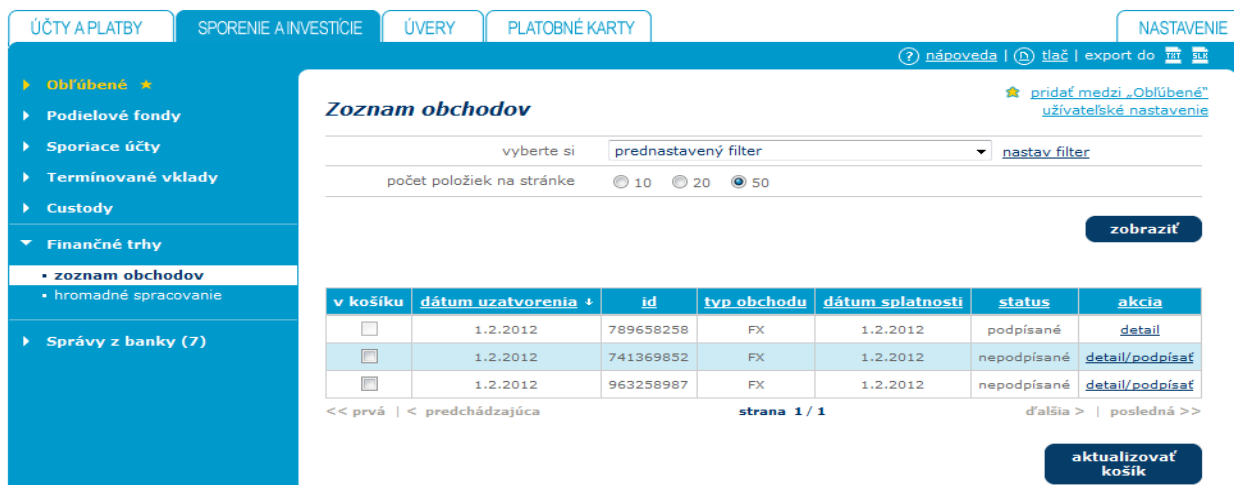 ÚČTY A PLATBY SPORENIE A INVESTÍCIE ÚVERY PLATOBNÉ KARTY NASTAVENIE
? nápoveda | tlač | export do TXT SLK
Obľúbené
Podielové fondy
Sporiace účty
Termínované vklady
Custody
Finančné trhy
zoznam obchodov
hromadné spracovanie
Správy z banky (7)
pridať medzi „Obľúbené"
užívateľské nastavenie
Zoznam obchodov
vyberte si prednastavený filter nastav filter
počet položiek na stránke 10 20 50
zobraziť
v košíku dátum uzatvorenia id typ obchodu dátum splatnosti status akcia
1.2.2012 789658258 FX 1.2.2012 podpísané detail
1.2.2012 741369852 FX 1.2.2012 nepodpísané detail/podpísať
1.2.2012 963258987 FX 1.2.2012 nepodpísané detail/podpísať
<< prvá | < predchádzajúca strana 1 / 1 ďalšia > | posledná >>
aktualizovať
košík